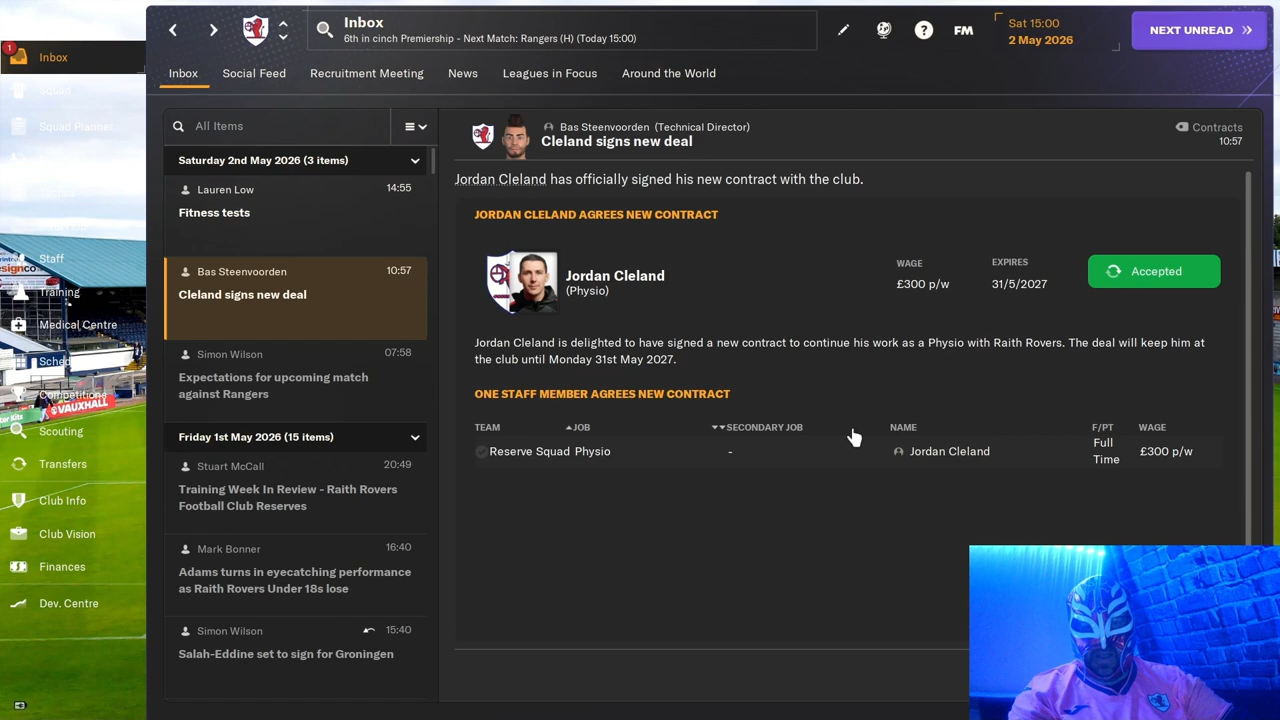 Inbox
6th in cinch Premiership - Next Match: Rangers (H) (Today 15:00)
FM
Sat 15:00
2 May 2026
NEXT UNREAD
1
Inbox
Squad
Squad Planner
Staff
Training
Medical Centre
Sched
Competitions
Scouting
Transfers
Club Info
Club Vision
Finances
Dev. Centre
Inbox
Social Feed
Recruitment Meeting
News
Leagues in Focus
Around the World
All Items
Saturday 2nd May 2026 (3 items)
Lauren Low 14:55
Fitness tests
Bas Steenvoorden 10:57
Cleland signs new deal
Simon Wilson 07:58
Expectations for upcoming match
against Rangers
Friday 1st May 2026 (15 items)
Stuart McCall 20:49
Training Week In Review - Raith Rovers
Football Club Reserves
Mark Bonner 16:40
Adams turns in eyecatching performance
as Raith Rovers Under 18s lose
Simon Wilson 15:40
Salah-Eddine set to sign for Groningen
Bas Steenvoorden (Technical Director)
Cleland signs new deal
Contracts
10:57
Jordan Cleland has officially signed his new contract with the club.
JORDAN CLELAND AGREES NEW CONTRACT
Jordan Cleland
(Physio)
WAGE
£300 p/w
EXPIRES
31/5/2027
Accepted
Jordan Cleland is delighted to have signed a new contract to continue his work as a Physio with Raith Rovers. The deal will keep him at
the club until Monday 31st May 2027.
ONE STAFF MEMBER AGREES NEW CONTRACT
TEAM JOB SECONDARY JOB NAME F/PT WAGE
Reserve Squad Physio - Jordan Cleland Full Time £300 p/w
VAUXHALL